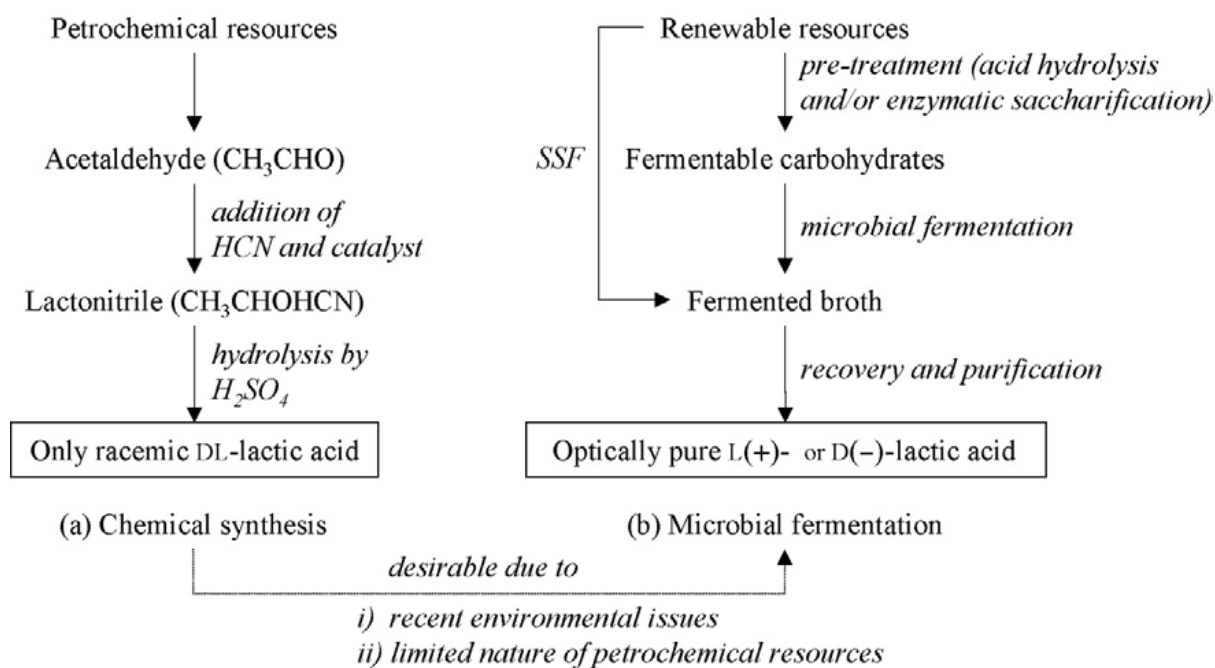 Petrochemical resources
Acetaldehyde (CH₃CHO)
addition of
HCN and catalyst
Lactonitrile (CH₃CHOHCN)
hydrolysis by
H₂SO₄
Only racemic DL-lactic acid
(a) Chemical synthesis
Renewable resources
pre-treatment (acid hydrolysis
and/or enzymatic saccharification)
SSF
Fermentable carbohydrates
microbial fermentation
Fermented broth
recovery and purification
Optically pure L(+)- or D(−)-lactic acid
(b) Microbial fermentation
desirable due to
i) recent environmental issues
ii) limited nature of petrochemical resources